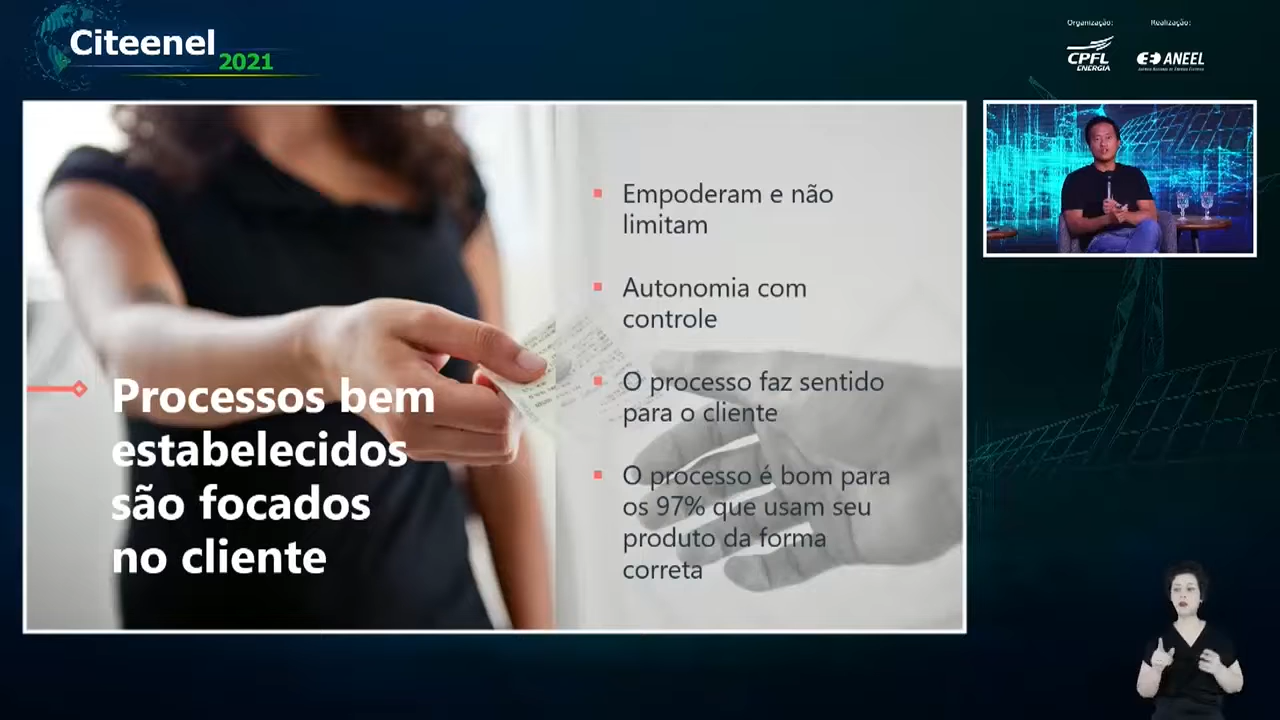 Citeenel
2021
Organização:
Realização:
CPFL
ENERGIA
ANEEL
Processos bem
estabelecidos
são focados
no cliente
Empoderam e não
limitam
Autonomia com
controle
O processo faz sentido
para o cliente
O processo é bom para
os 97% que usam seu
produto da forma
correta